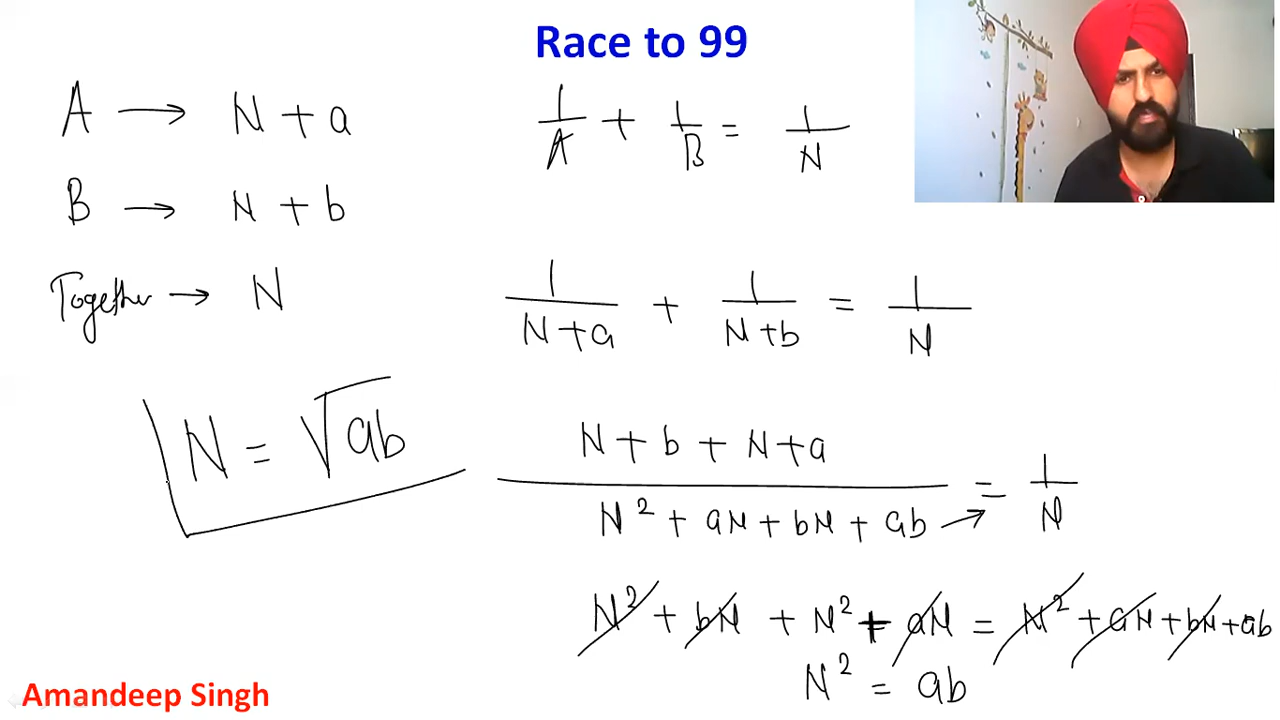 Race to 99
A → N + a
B → N + b
Together → N
1/A + 1/B = 1/N
1/(N+a) + 1/(N+b) = 1/N
N = √ab
(N + b + N + a)/(N² + aN + bN + ab) → = 1/N
N² + bN + N² + aN = N² + aN + bN + ab
N² = ab
Amandeep Singh